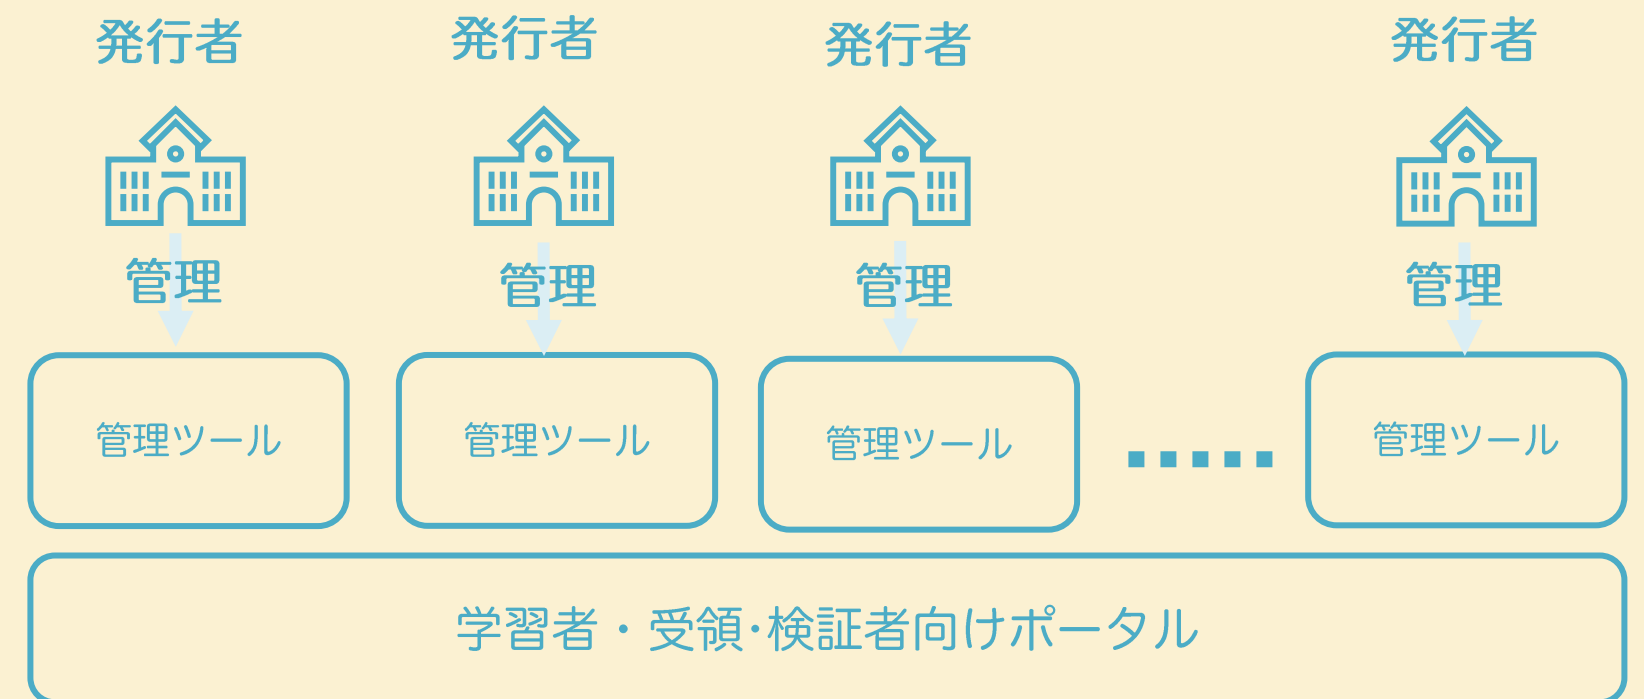 発行者 発行者 発行者 発行者
管理 管理 管理 管理
管理ツール 管理ツール 管理ツール 管理ツール
学習者・受領・検証者向けポータル